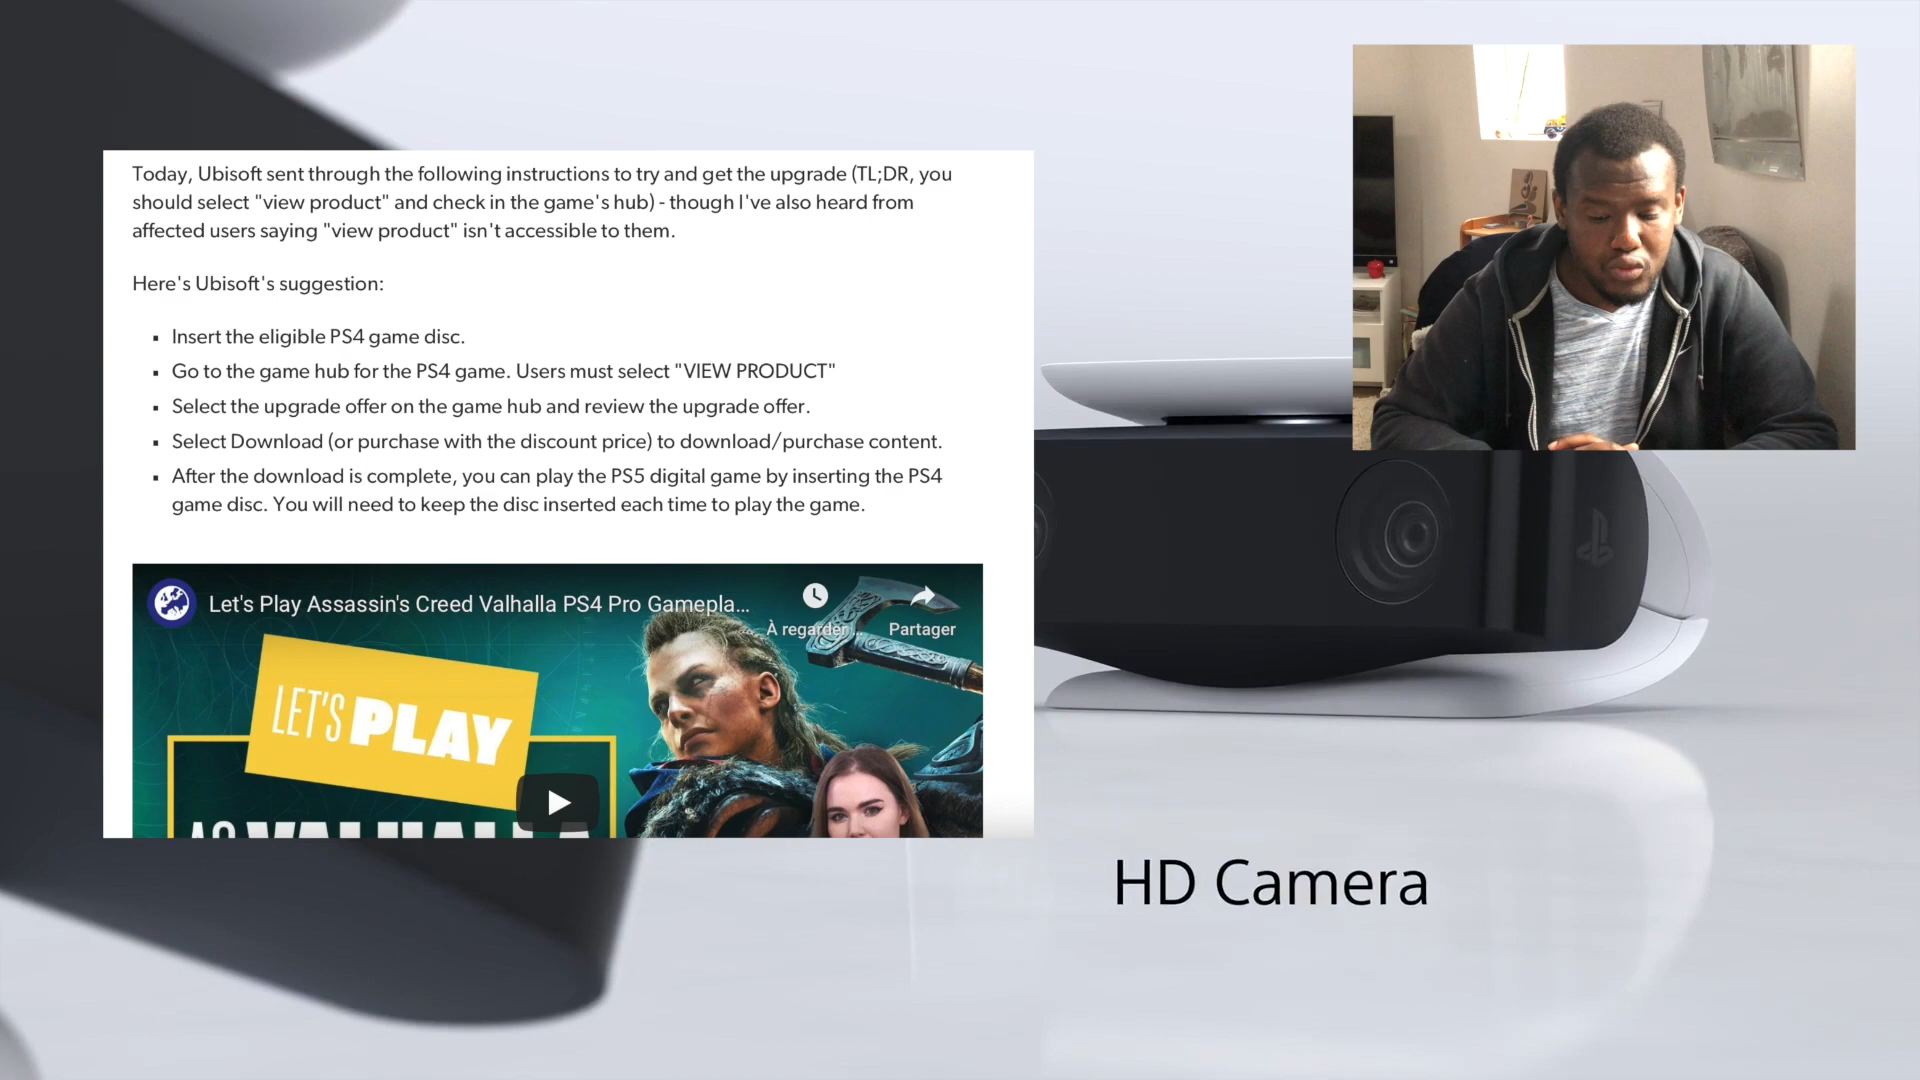 Today, Ubisoft sent through the following instructions to try and get the upgrade (TL;DR, you
should select "view product" and check in the game's hub) - though I've also heard from
affected users saying "view product" isn't accessible to them.
Here's Ubisoft's suggestion:
▪ Insert the eligible PS4 game disc.
▪ Go to the game hub for the PS4 game. Users must select "VIEW PRODUCT"
▪ Select the upgrade offer on the game hub and review the upgrade offer.
▪ Select Download (or purchase with the discount price) to download/purchase content.
▪ After the download is complete, you can play the PS5 digital game by inserting the PS4
game disc. You will need to keep the disc inserted each time to play the game.
Let's Play Assassin's Creed Valhalla PS4 Pro Gamepla...
À regarder ...
Partager
LET'S PLAY
AC VALHALLA
HD Camera